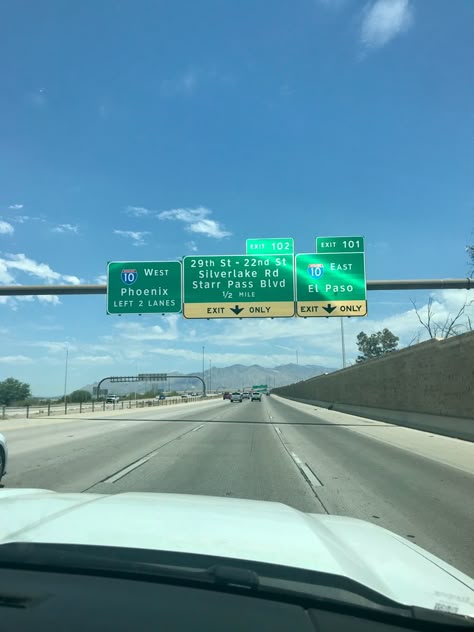 10 WEST
Phoenix
LEFT 2 LANES
EXIT 102
29th St - 22nd St
Silverlake Rd
Starr Pass Blvd
½ MILE
EXIT ONLY
EXIT 101
10 EAST
El Paso
EXIT ONLY